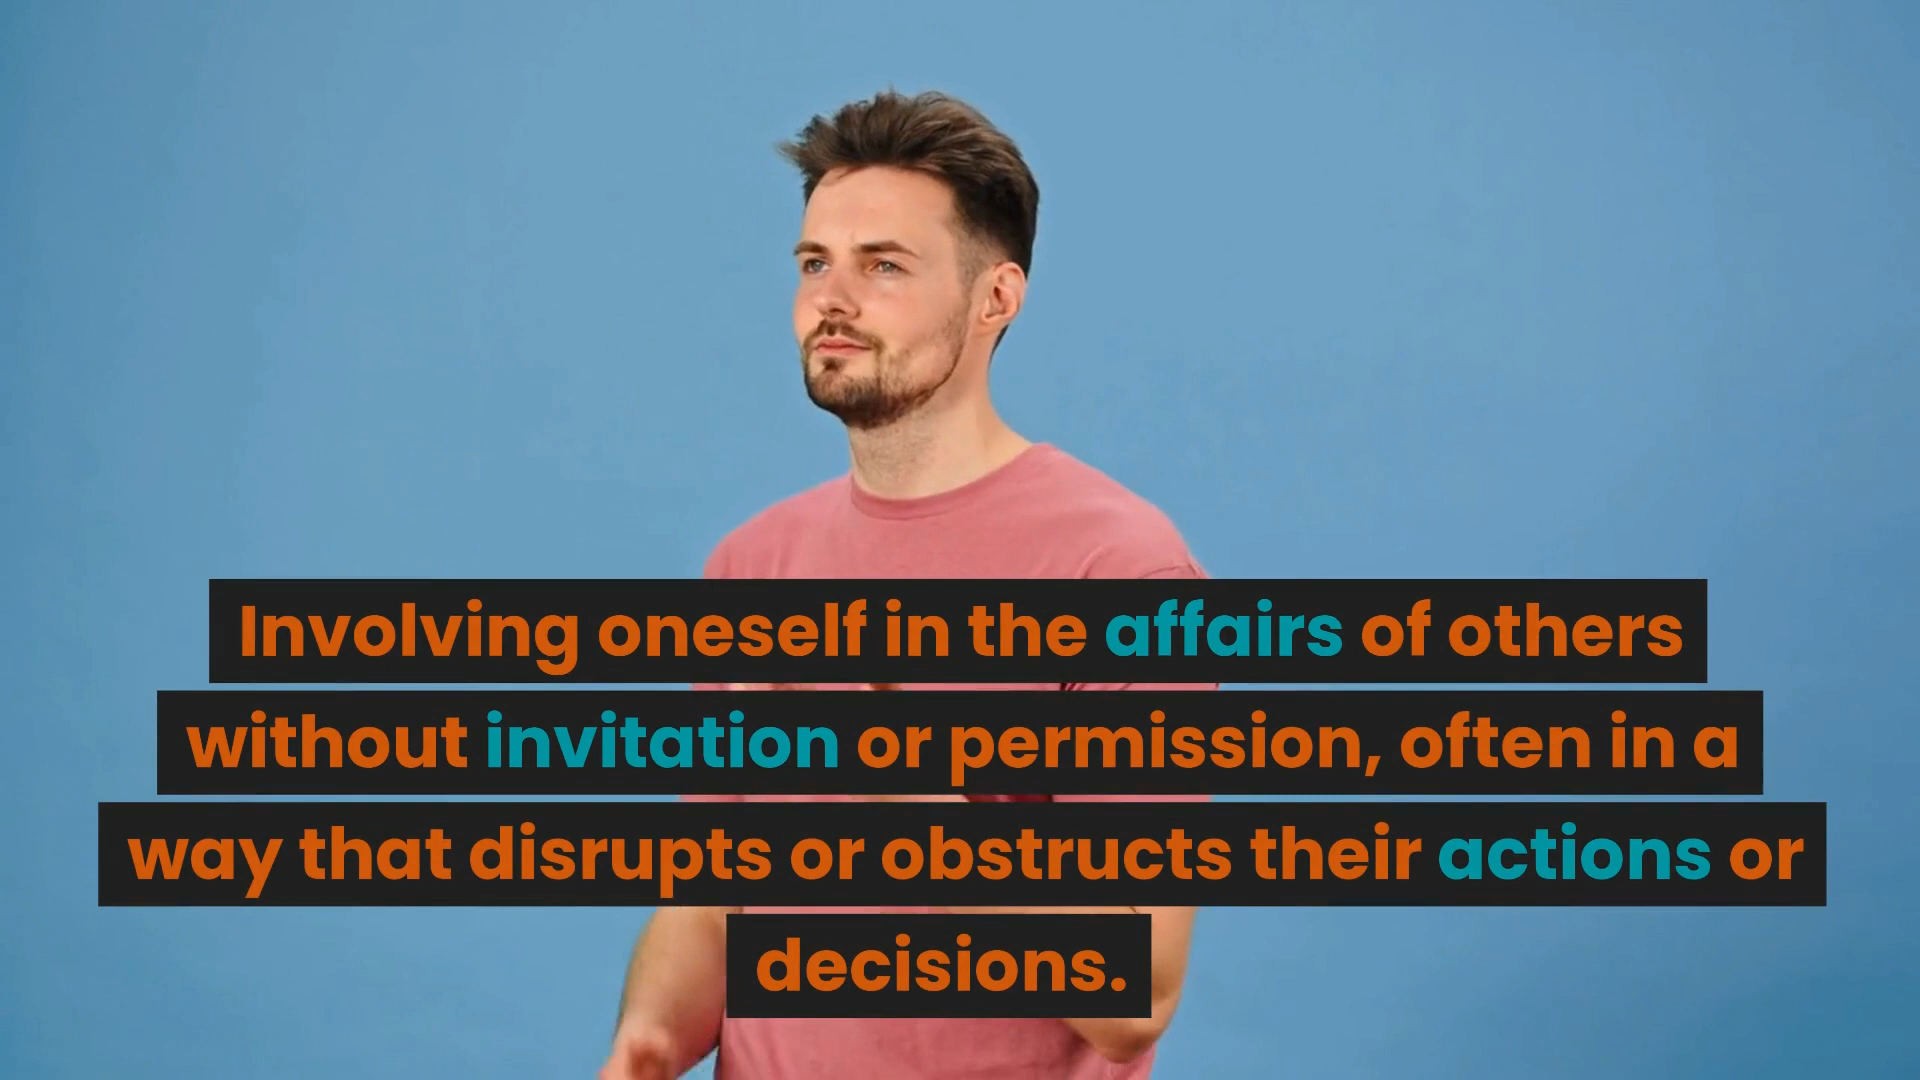 Involving oneself in the affairs of others
without invitation or permission, often in a
way that disrupts or obstructs their actions or
decisions.